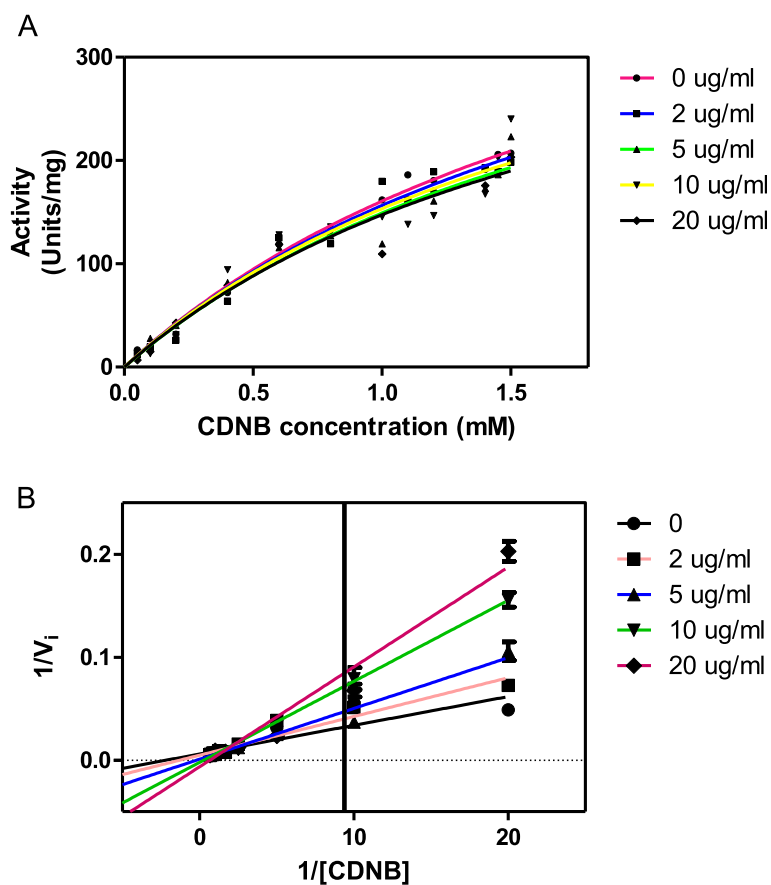 A
300
200
100
0
0.0 0.5 1.0 1.5
Activity
(Units/mg)
CDNB concentration (mM)
0 ug/ml
2 ug/ml
5 ug/ml
10 ug/ml
20 ug/ml
B
0.2
0.1
0.0
0 10 20
1/Vi
1/[CDNB]
0
2 ug/ml
5 ug/ml
10 ug/ml
20 ug/ml